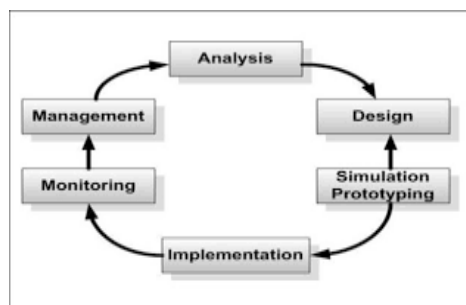 Analysis
Management
Design
Monitoring
Simulation
Prototyping
Implementation